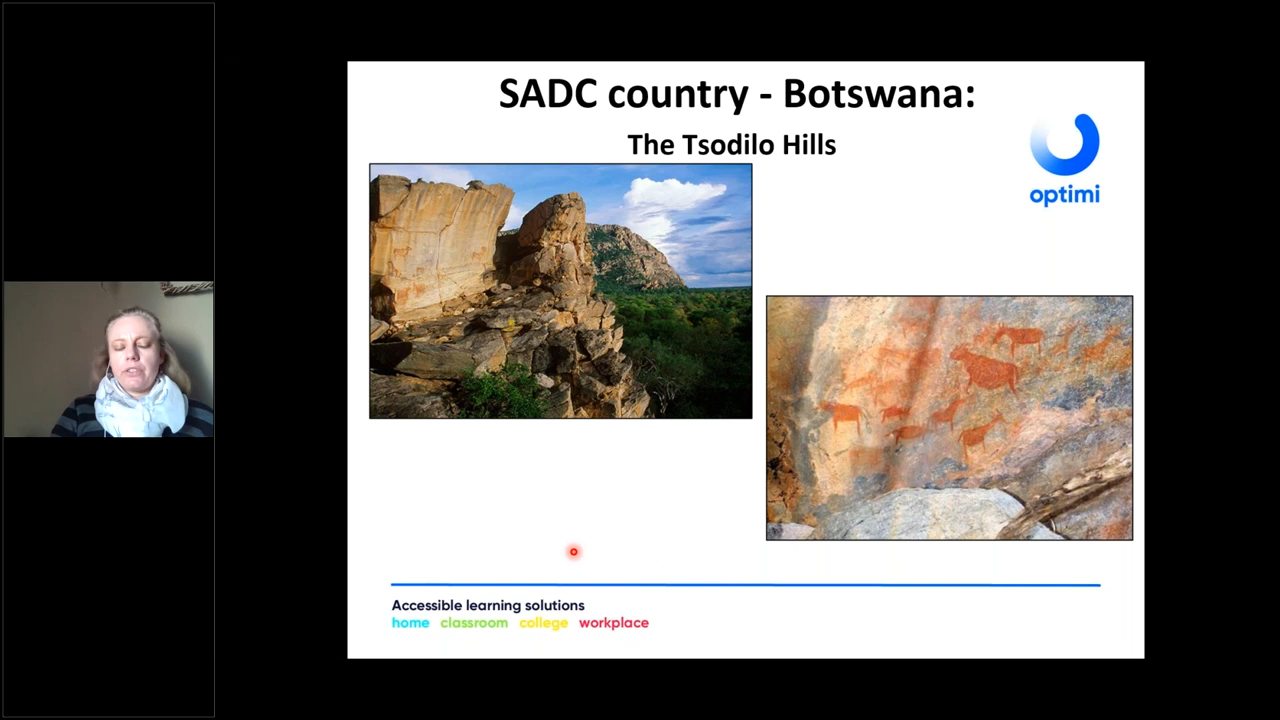 SADC country - Botswana:
The Tsodilo Hills
optimi
Accessible learning solutions
home classroom college workplace